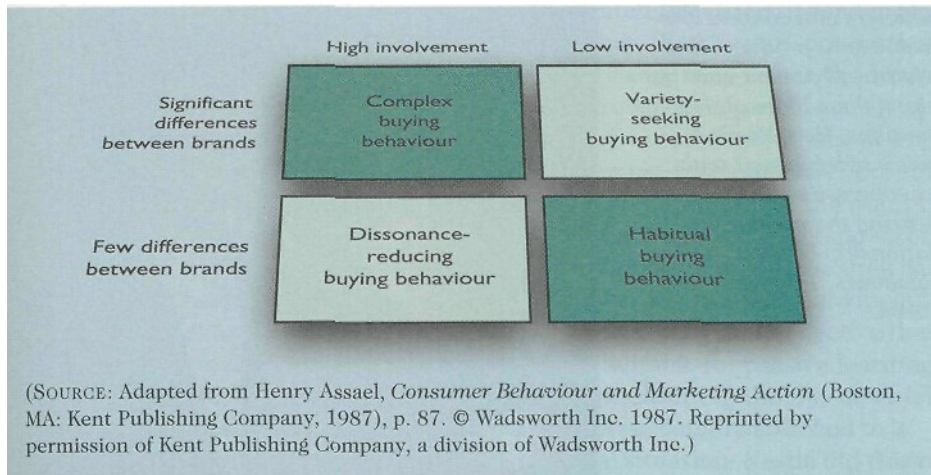 High involvement
Low involvement
Significant
differences
between brands
Complex
buying
behaviour
Variety-
seeking
buying behaviour
Few differences
between brands
Dissonance-
reducing
buying behaviour
Habitual
buying
behaviour
(SOURCE: Adapted from Henry Assael, Consumer Behaviour and Marketing Action (Boston,
MA: Kent Publishing Company, 1987), p. 87. © Wadsworth Inc. 1987. Reprinted by
permission of Kent Publishing Company, a division of Wadsworth Inc.)